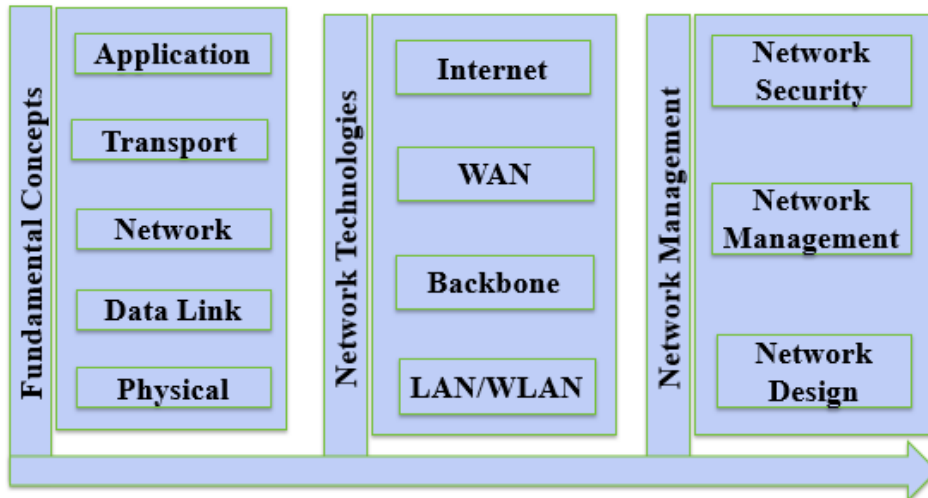 Fundamental Concepts
Application
Transport
Network
Data Link
Physical
Network Technologies
Internet
WAN
Backbone
LAN/WLAN
Network Management
Network
Security
Network
Management
Network
Design